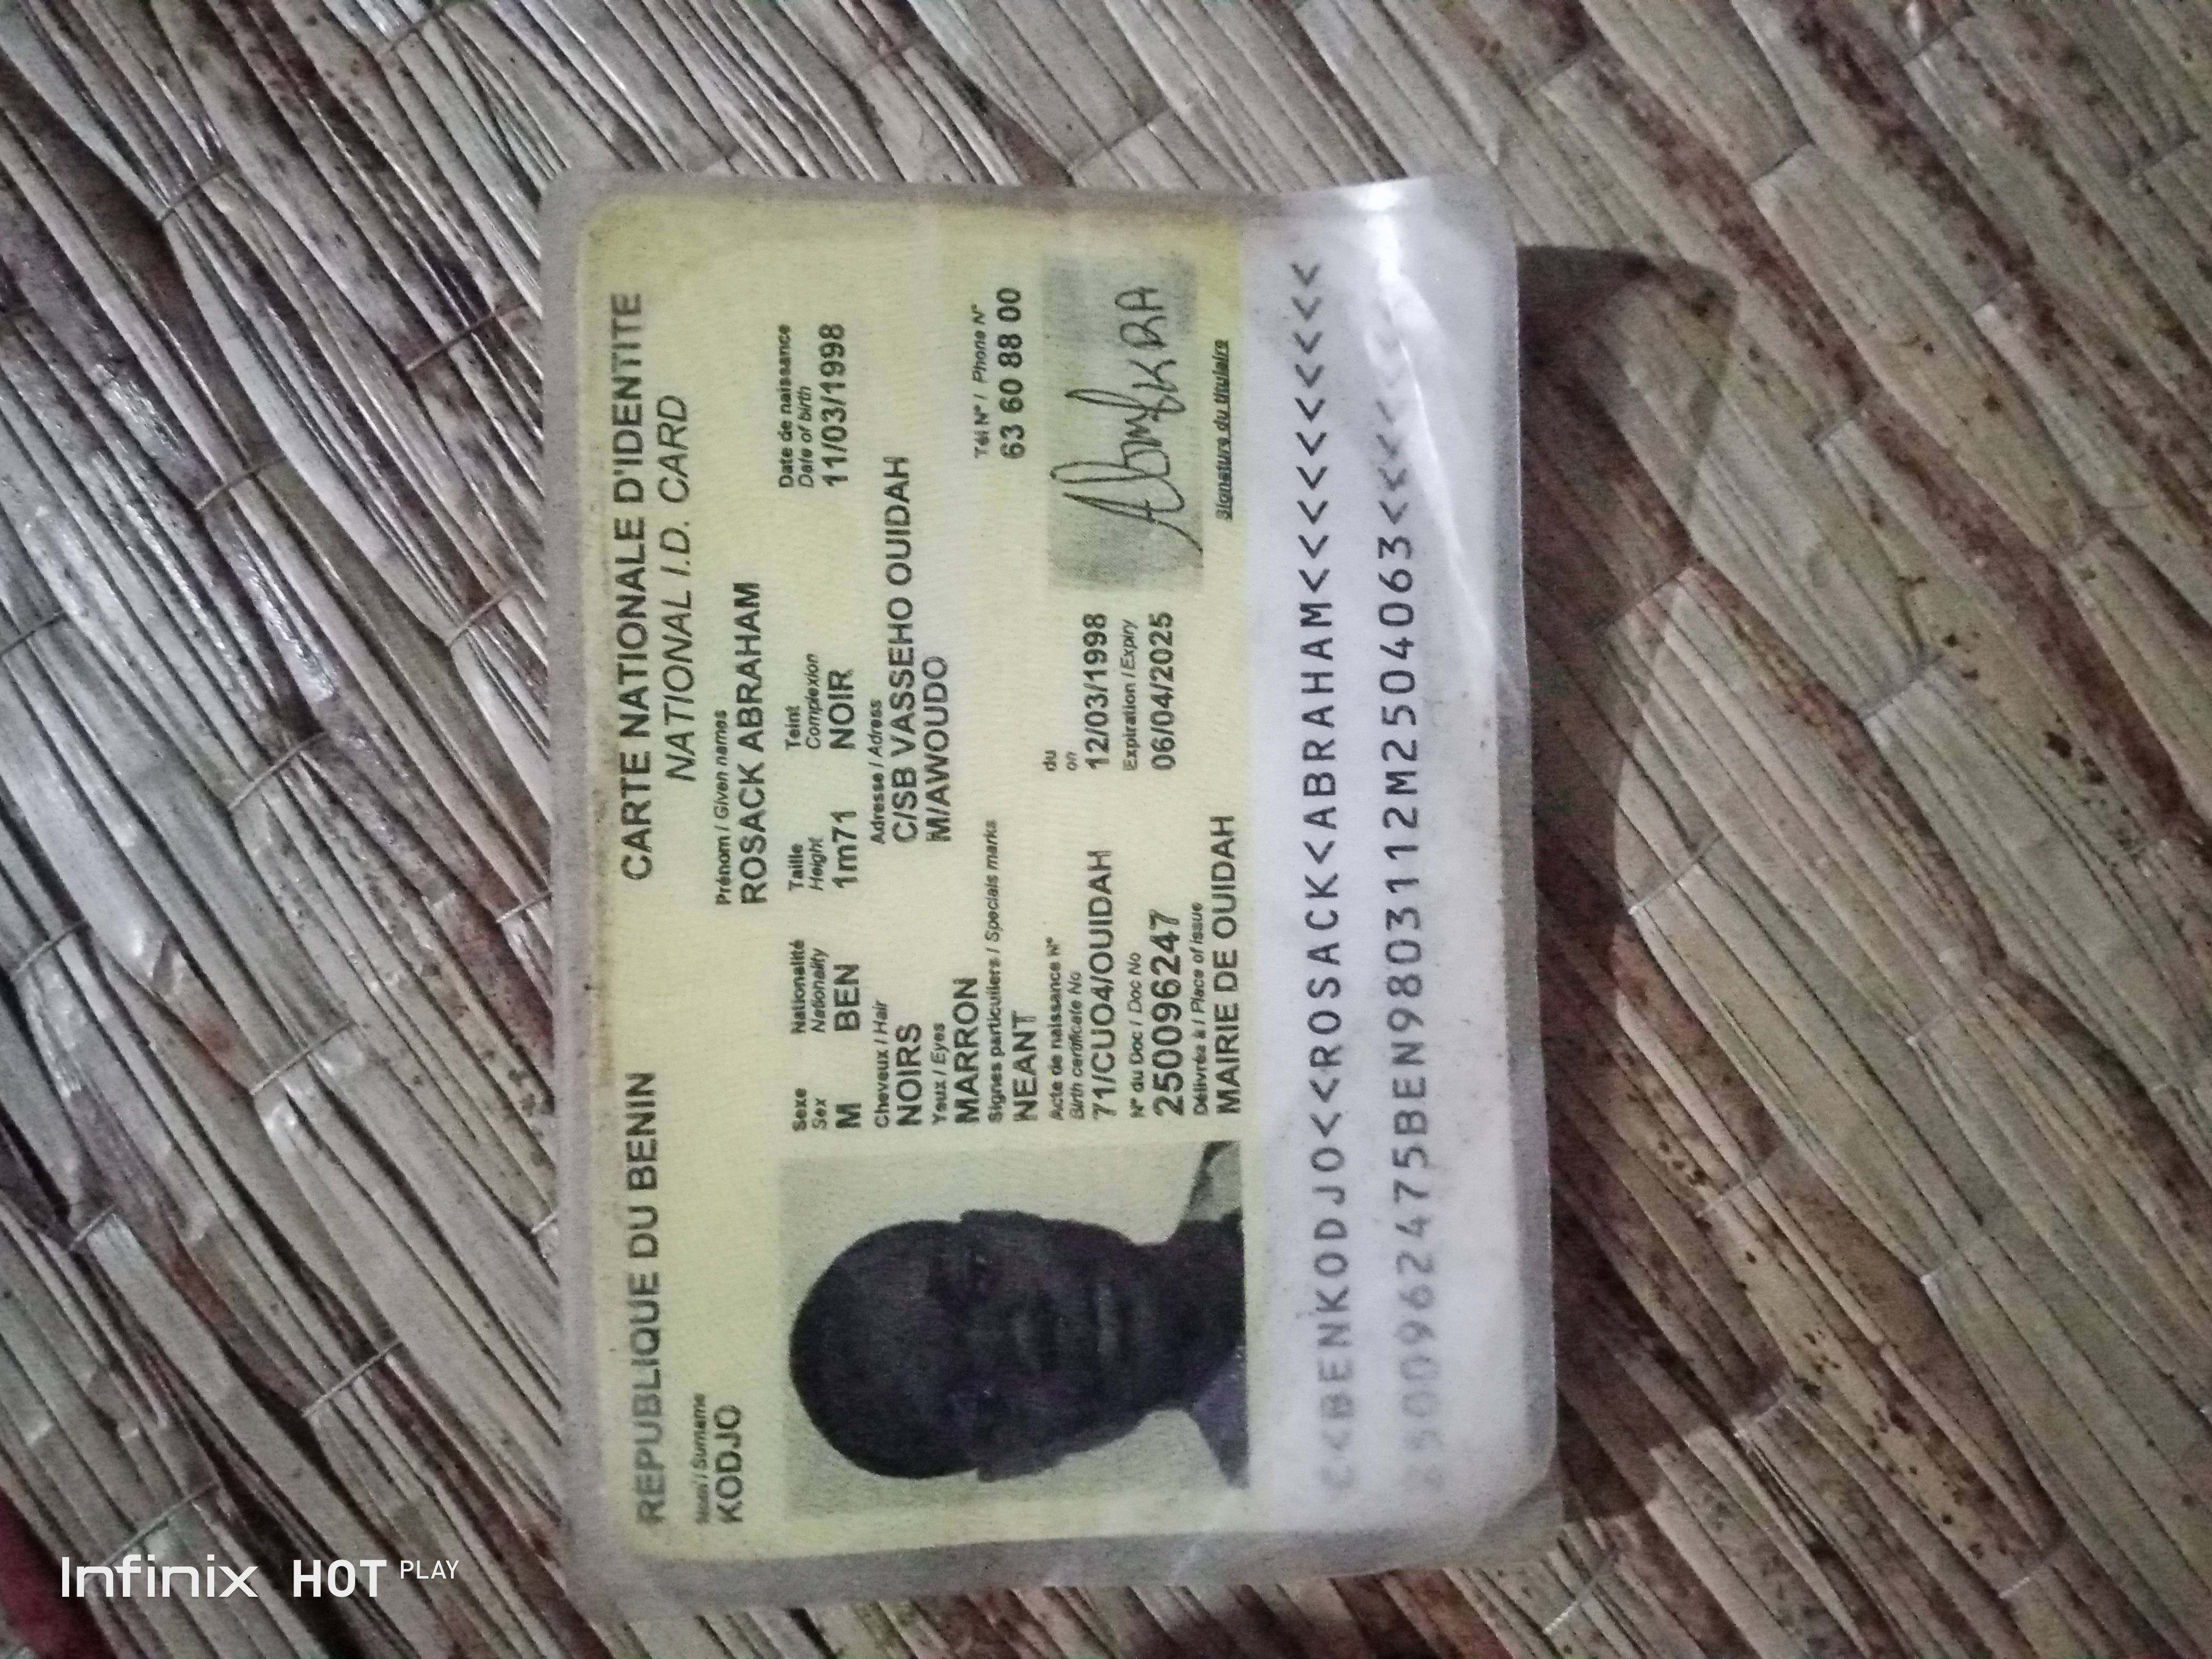 REPUBLIQUE DU BENIN
CARTE NATIONALE D'IDENTITE
NATIONAL I.D. CARD
Nom / Surname
KODJO
Prénom / Given names
ROSACK ABRAHAM
Sexe Nationalité Taille Teint Date de naissance
Sex Nationality Height Complexion Date of birth
M BEN 1m71 NOIR 11/03/1998
Cheveux / Hair Adresse / Adress
NOIRS C/SB VASSEHO OUIDAH
Yeux / Eyes M/AWOUDO
MARRON
Signes particuliers / Specials marks Tél N° / Phone N°
NEANT 63 60 88 00
Acte de naissance N° du
Birth certificate No on
71/CUO4/OUIDAH 12/03/1998
N° du Doc / Doc No Expiration / Expiry
250096247 06/04/2025
Délivrée à / Place of issue
MAIRIE DE OUIDAH
Signature du titulaire
C<BENKODJO<<ROSACK<ABRAHAM<<<<<<<<<<<
5009624475BEN9803112M2504063<<<<<
Infinix HOT PLAY